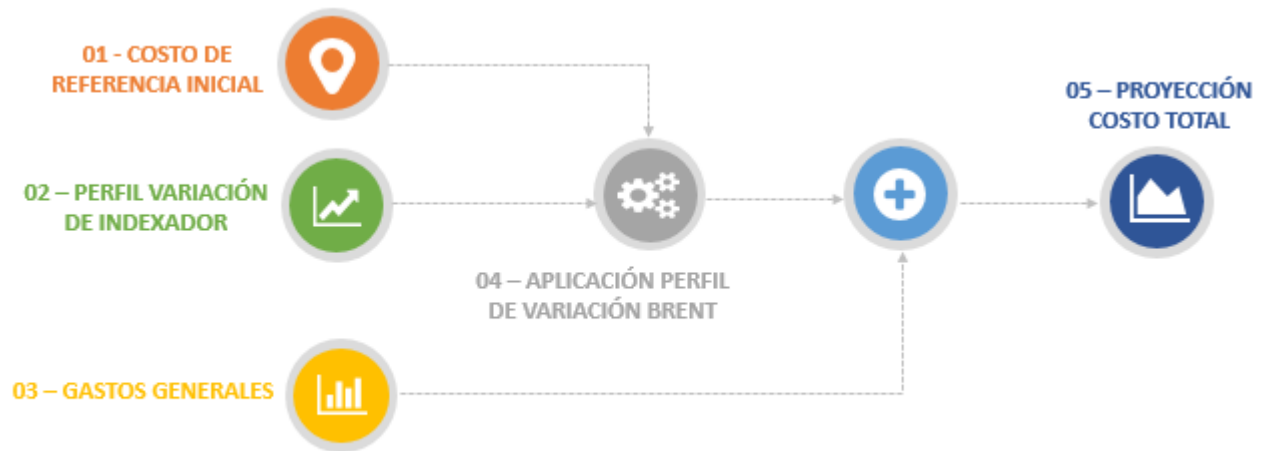 01 - COSTO DE
REFERENCIA INICIAL
02 – PERFIL VARIACIÓN
DE INDEXADOR
03 – GASTOS GENERALES
04 – APLICACIÓN PERFIL
DE VARIACIÓN BRENT
05 – PROYECCIÓN
COSTO TOTAL